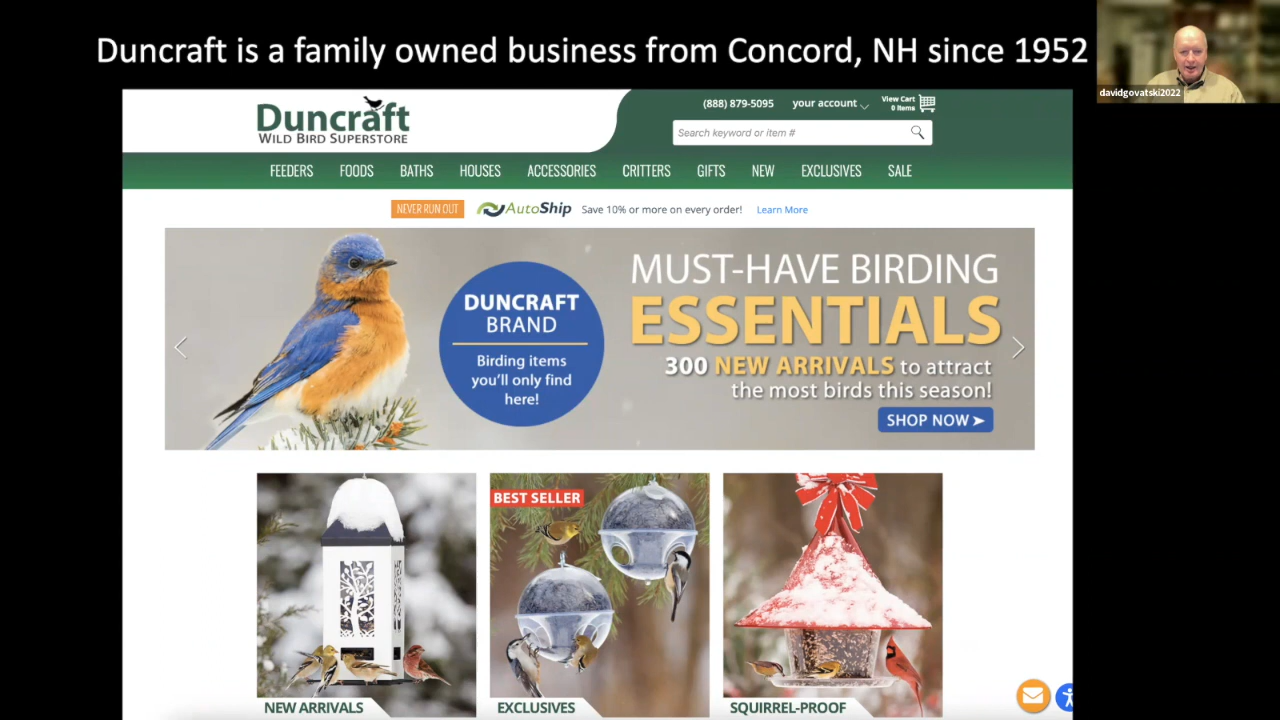 Duncraft is a family owned business from Concord, NH since 1952
davidgovatski2022
Duncraft
WILD BIRD SUPERSTORE
(888) 879-5095
your account
View Cart
0 Items
Search keyword or item #
FEEDERS FOODS BATHS HOUSES ACCESSORIES CRITTERS GIFTS NEW EXCLUSIVES SALE
NEVER RUN OUT AutoShip Save 10% or more on every order! Learn More
DUNCRAFT
BRAND
Birding items
you'll only find
here!
MUST-HAVE BIRDING
ESSENTIALS
300 NEW ARRIVALS to attract
the most birds this season!
SHOP NOW ➤
BEST SELLER
NEW ARRIVALS
EXCLUSIVES
SQUIRREL-PROOF